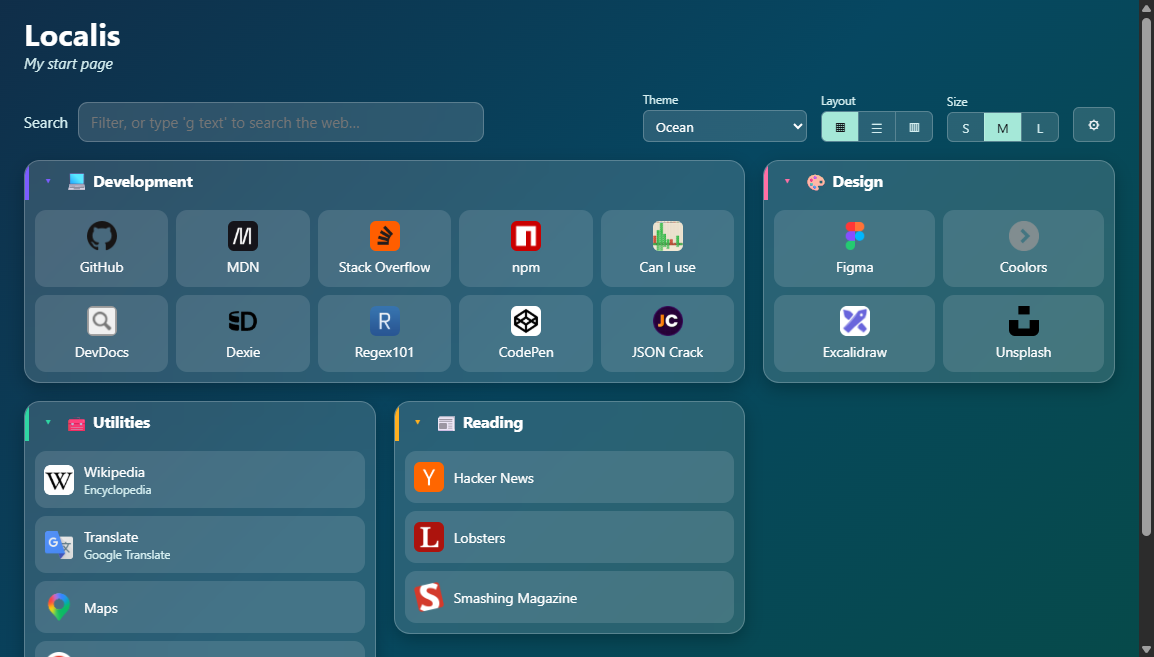 Localis
My start page
Search
Filter, or type 'g text' to search the web...
Theme
Ocean
Layout
Size
S M L
Development
GitHub
MDN
Stack Overflow
npm
Can I use
DevDocs
Dexie
Regex101
CodePen
JSON Crack
Design
Figma
Coolors
Excalidraw
Unsplash
Utilities
Wikipedia
Encyclopedia
Translate
Google Translate
Maps
Reading
Hacker News
Lobsters
Smashing Magazine